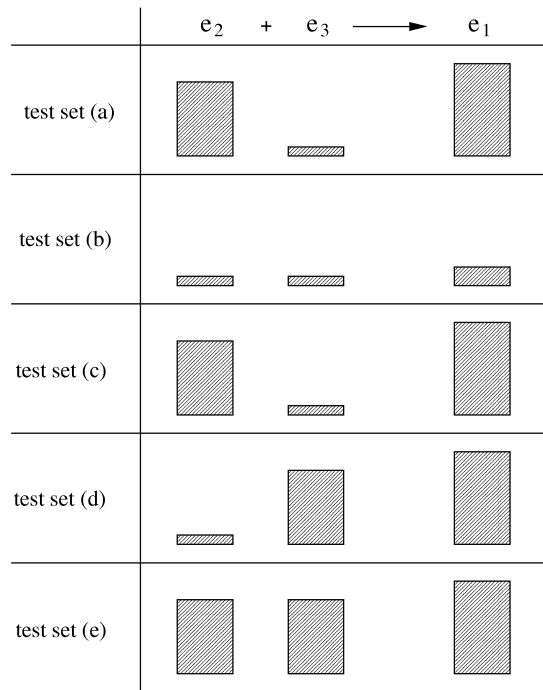 e2 + e3 → e1
test set (a)
test set (b)
test set (c)
test set (d)
test set (e)